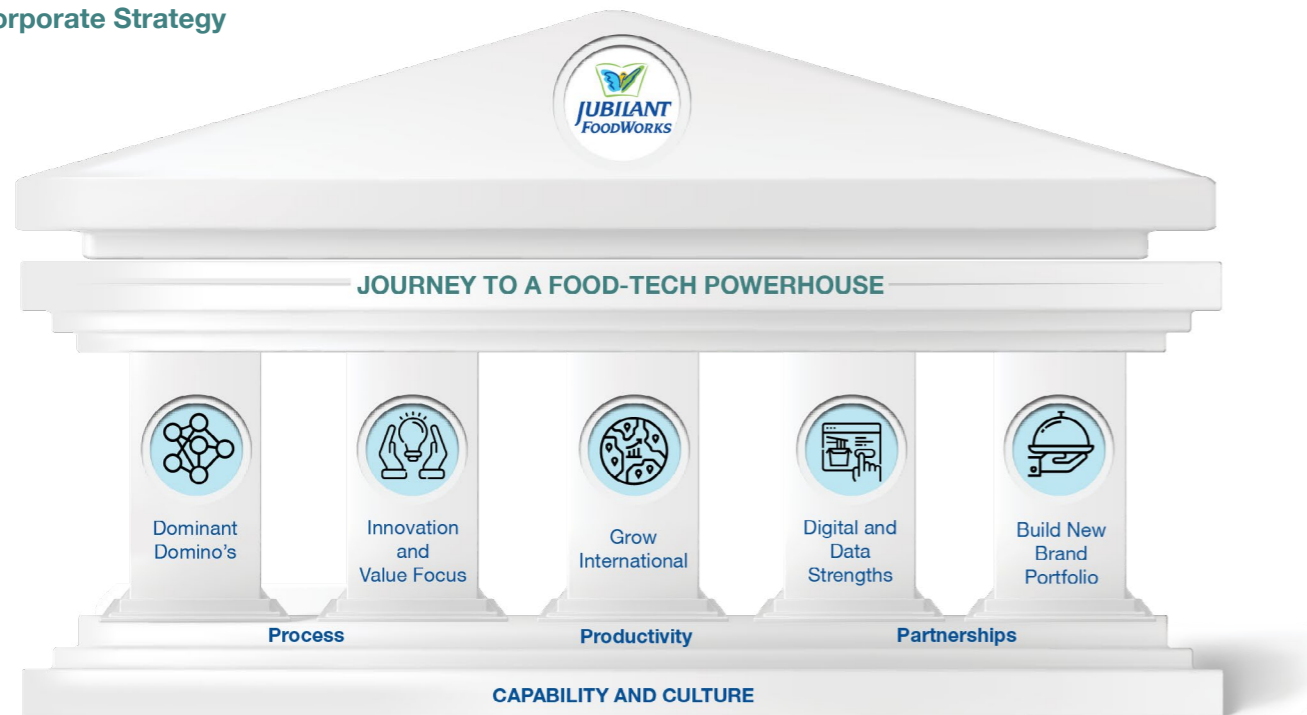 orporate Strategy
JUBILANT
FOODWORKS
JOURNEY TO A FOOD-TECH POWERHOUSE
Dominant
Domino's
Innovation
and
Value Focus
Grow
International
Digital and
Data
Strengths
Build New
Brand
Portfolio
Process
Productivity
Partnerships
CAPABILITY AND CULTURE